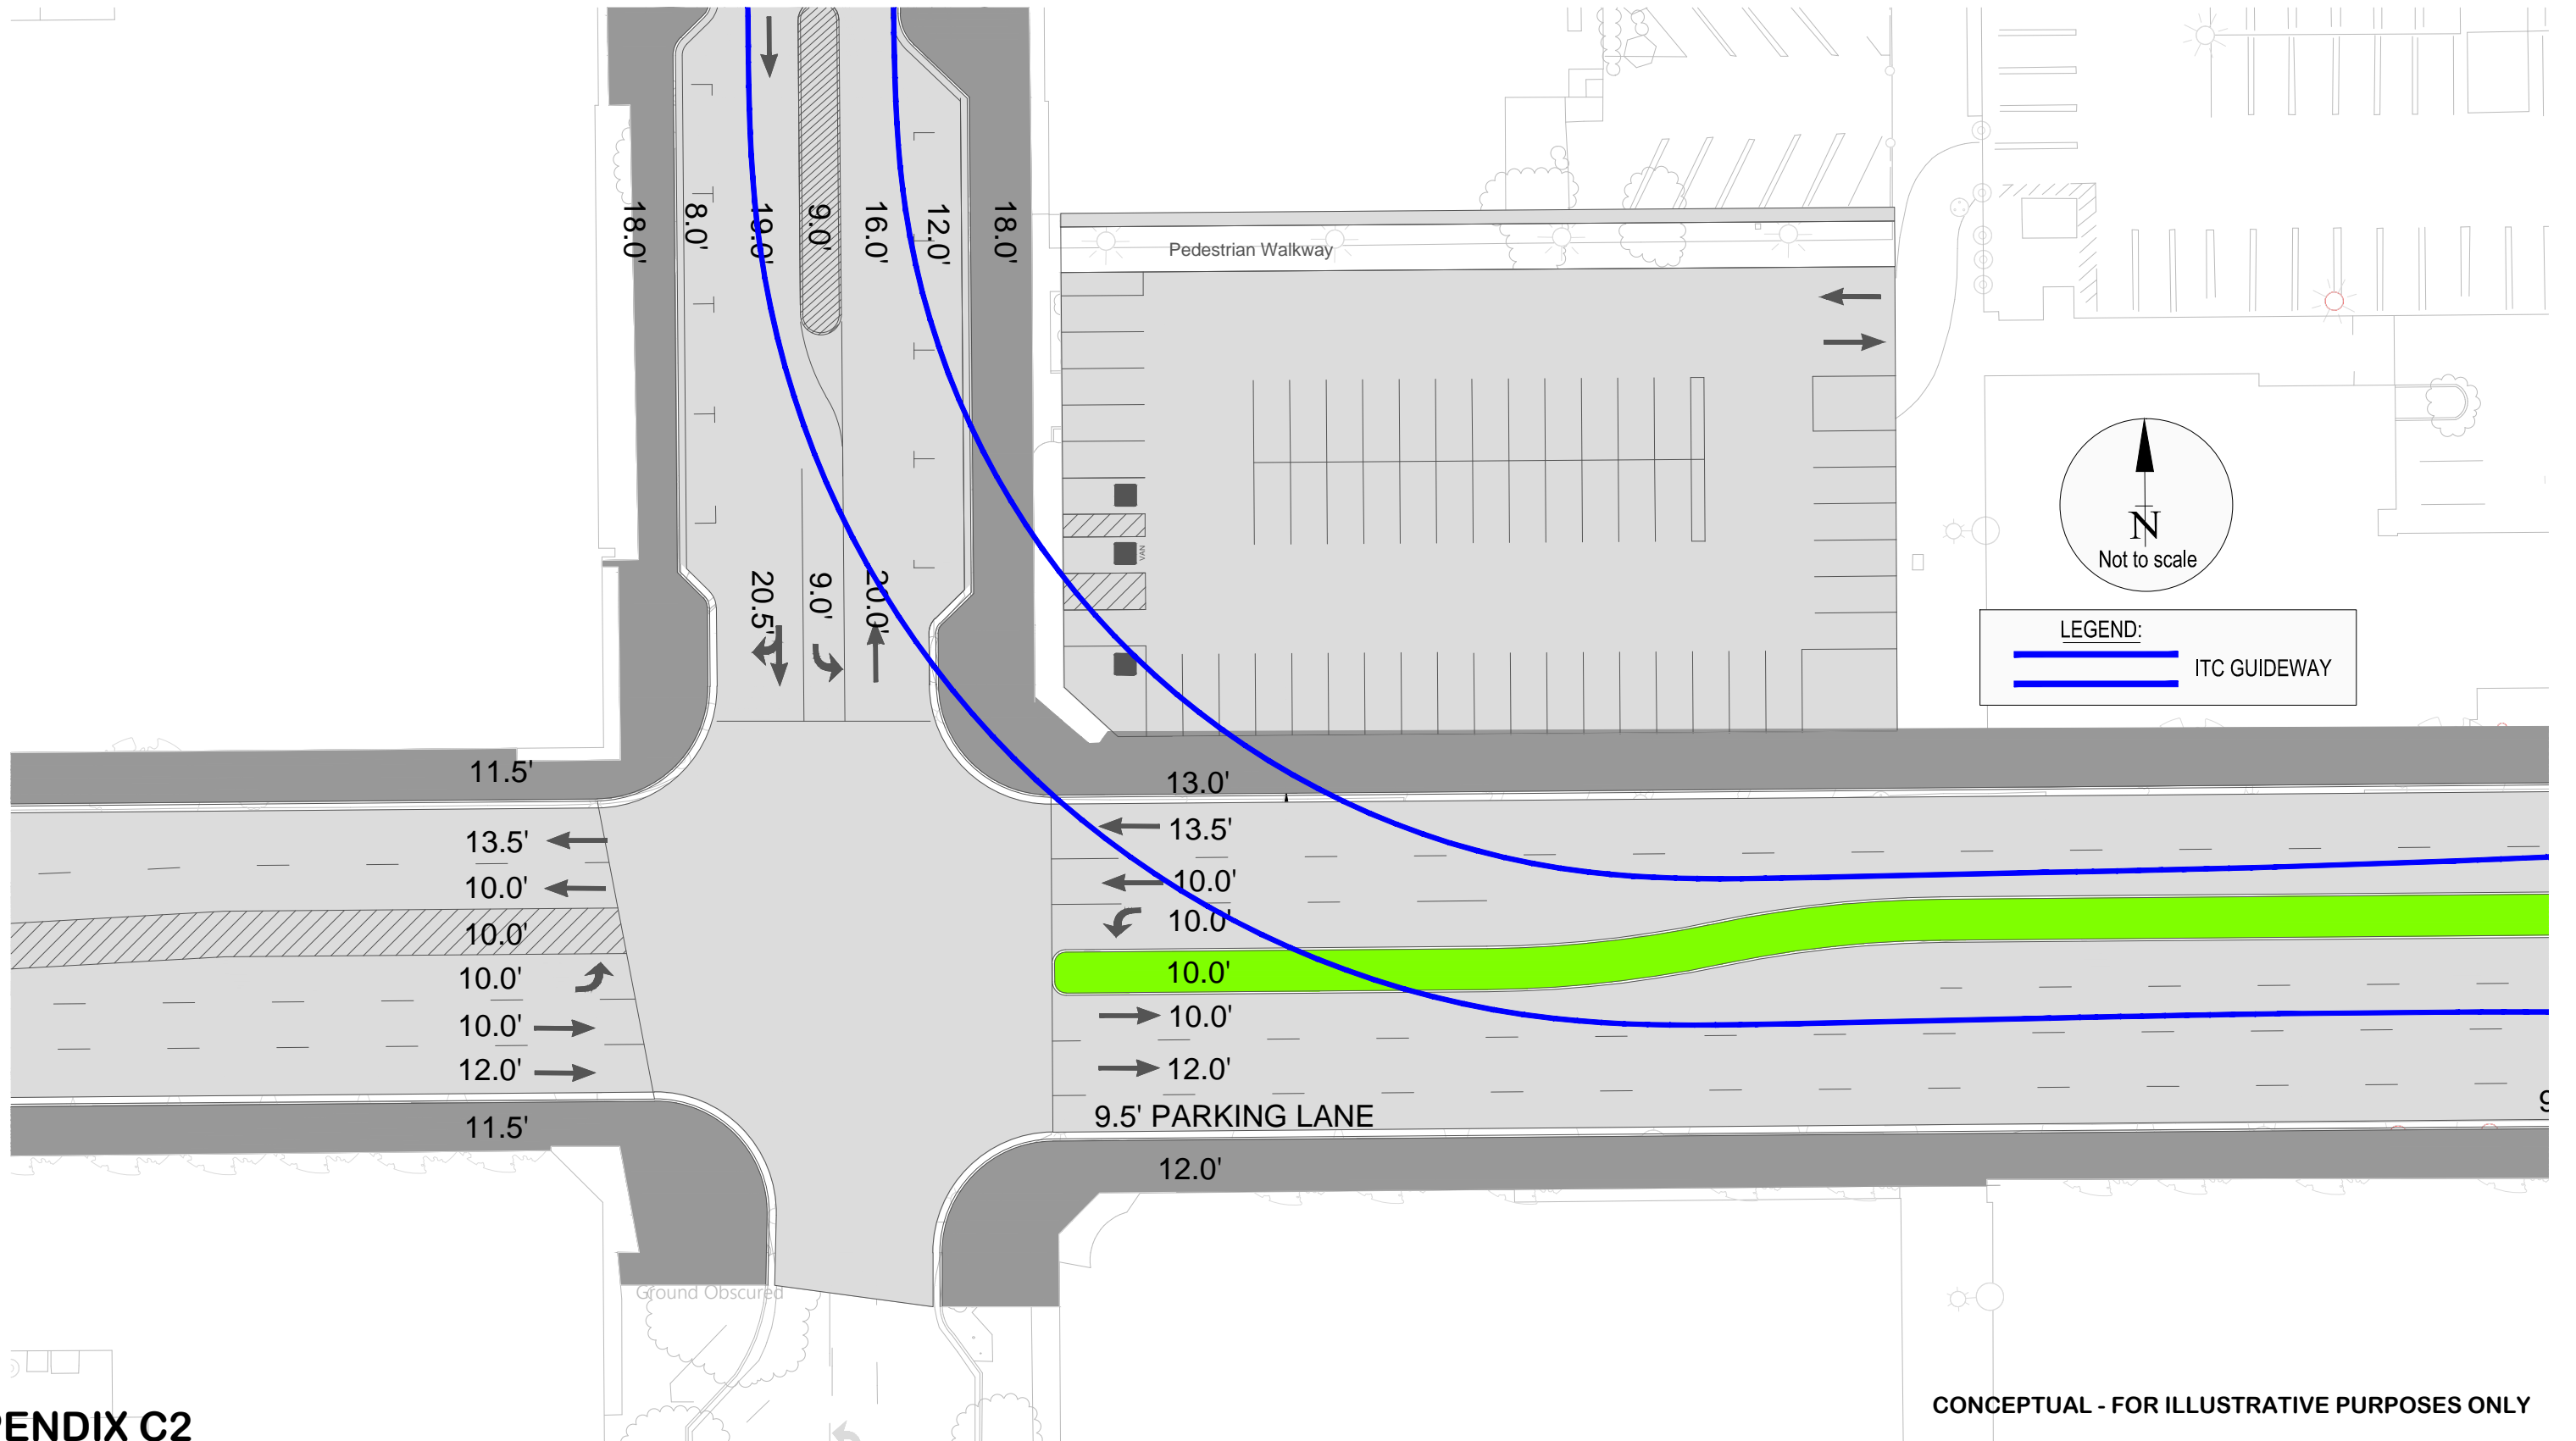 18.0'
8.0'
19.0'
9.0'
16.0'
12.0'
18.0'
Pedestrian Walkway
VAN
N
Not to scale
LEGEND:
ITC GUIDEWAY
20.5'
9.0'
20.0'
11.5'
13.0'
13.5'
13.5'
10.0'
10.0'
10.0'
10.0'
10.0'
10.0'
10.0'
10.0'
12.0'
12.0'
9.5' PARKING LANE
9
11.5'
12.0'
Ground Obscured
PENDIX C2
CONCEPTUAL - FOR ILLUSTRATIVE PURPOSES ONLY